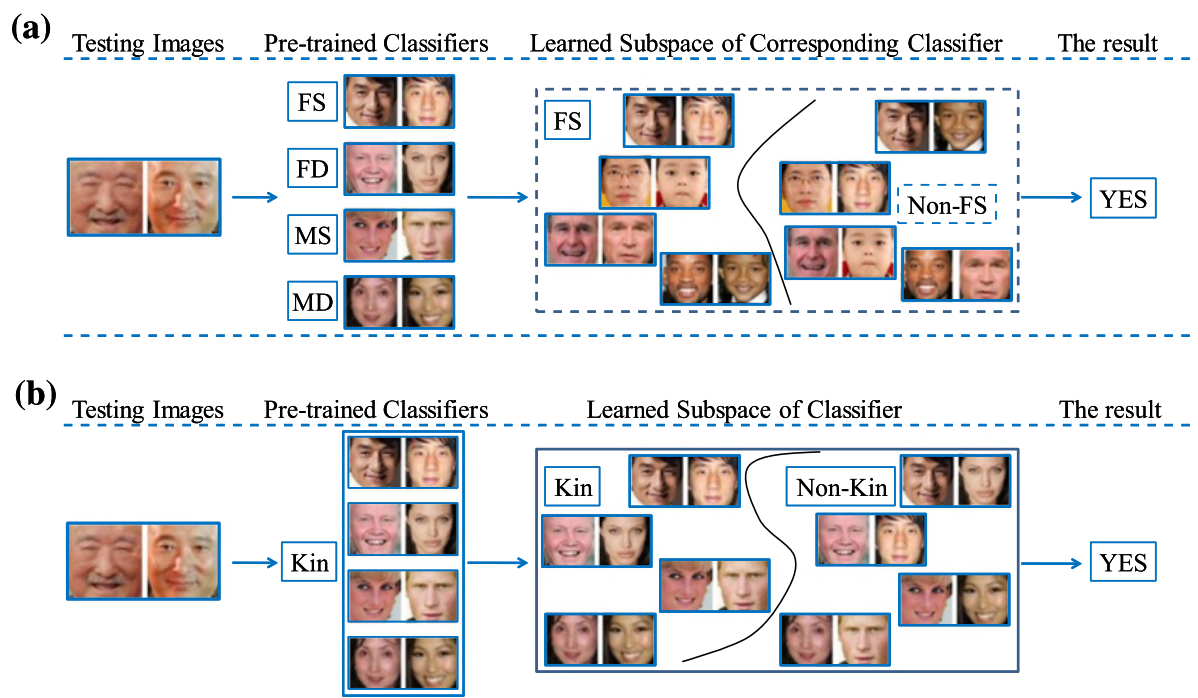 (a)
Testing Images Pre-trained Classifiers Learned Subspace of Corresponding Classifier The result
FS
FD
MS
MD
FS
Non-FS
YES
(b)
Testing Images Pre-trained Classifiers Learned Subspace of Classifier The result
Kin
Kin
Non-Kin
YES